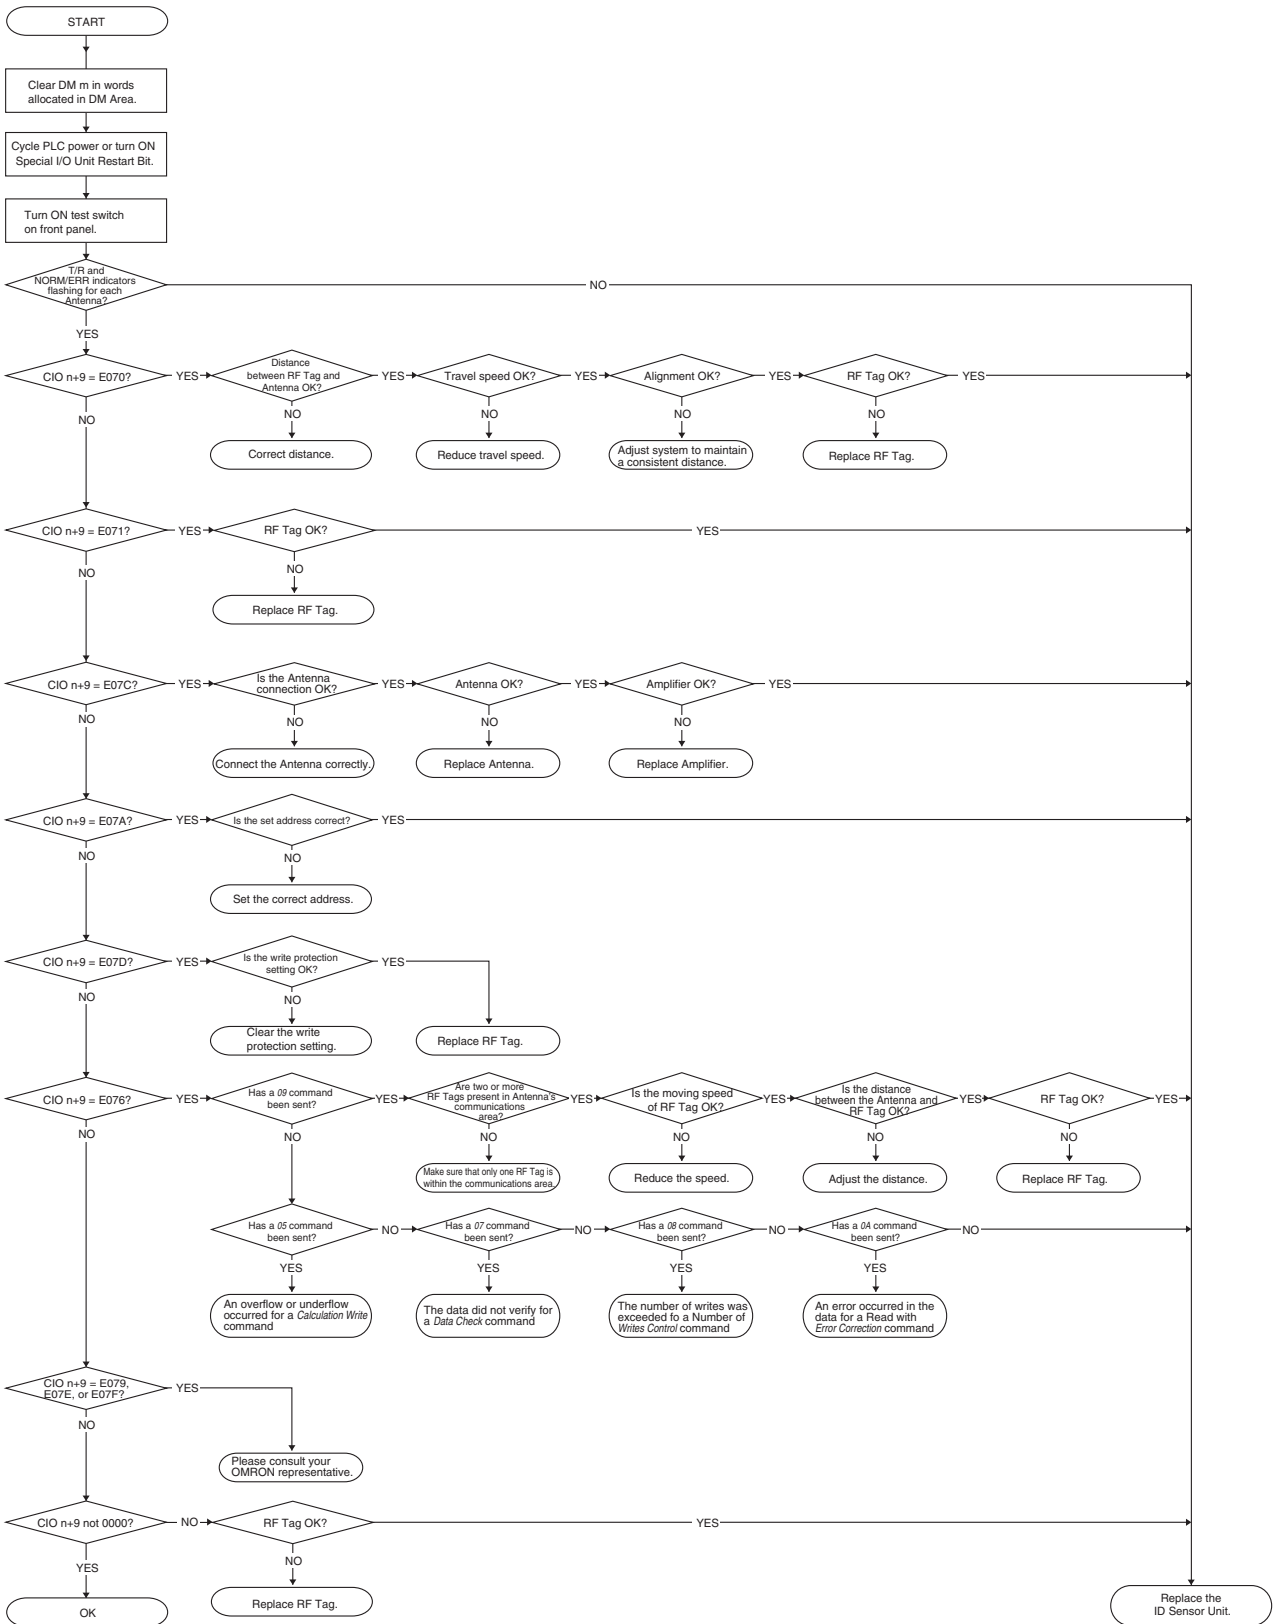 START
Clear DM m in words
allocated in DM Area.
Cycle PLC power or turn ON
Special I/O Unit Restart Bit.
Turn ON test switch
on front panel.
T/R and
NORM/ERR indicators
flashing for each
Antenna?
NO
YES
CIO n+9 = E070?
YES
Distance
between RF Tag and
Antenna OK?
YES
Travel speed OK?
YES
Alignment OK?
YES
RF Tag OK?
YES
NO
NO
NO
NO
NO
Correct distance.
Reduce travel speed.
Adjust system to maintain
a consistent distance.
Replace RF Tag.
CIO n+9 = E071?
YES
RF Tag OK?
YES
NO
NO
Replace RF Tag.
CIO n+9 = E07C?
YES
Is the Antenna
connection OK?
YES
Antenna OK?
YES
Amplifier OK?
YES
NO
NO
NO
NO
Connect the Antenna correctly.
Replace Antenna.
Replace Amplifier.
CIO n+9 = E07A?
YES
Is the set address correct?
YES
NO
NO
Set the correct address.
CIO n+9 = E07D?
YES
Is the write protection
setting OK?
YES
NO
NO
Clear the write
protection setting.
Replace RF Tag.
CIO n+9 = E076?
YES
Has a 09 command
been sent?
YES
Are two or more
RF Tags present in Antenna's
communications
area?
YES
Is the moving speed
of RF Tag OK?
YES
Is the distance
between the Antenna and
RF Tag OK?
YES
RF Tag OK?
YES
NO
NO
NO
NO
NO
NO
Make sure that only one RF Tag is
within the communications area.
Reduce the speed.
Adjust the distance.
Replace RF Tag.
Has a 05 command
been sent?
NO
Has a 07 command
been sent?
NO
Has a 08 command
been sent?
NO
Has a 0A command
been sent?
NO
YES
YES
YES
YES
An overflow or underflow
occurred for a Calculation Write
command
The data did not verify for
a Data Check command
The number of writes was
exceeded fo a Number of
Writes Control command
An error occurred in the
data for a Read with
Error Correction command
CIO n+9 = E079,
E07E, or E07F?
YES
NO
Please consult your
OMRON representative.
CIO n+9 not 0000?
NO
RF Tag OK?
YES
YES
NO
OK
Replace RF Tag.
Replace the
ID Sensor Unit.